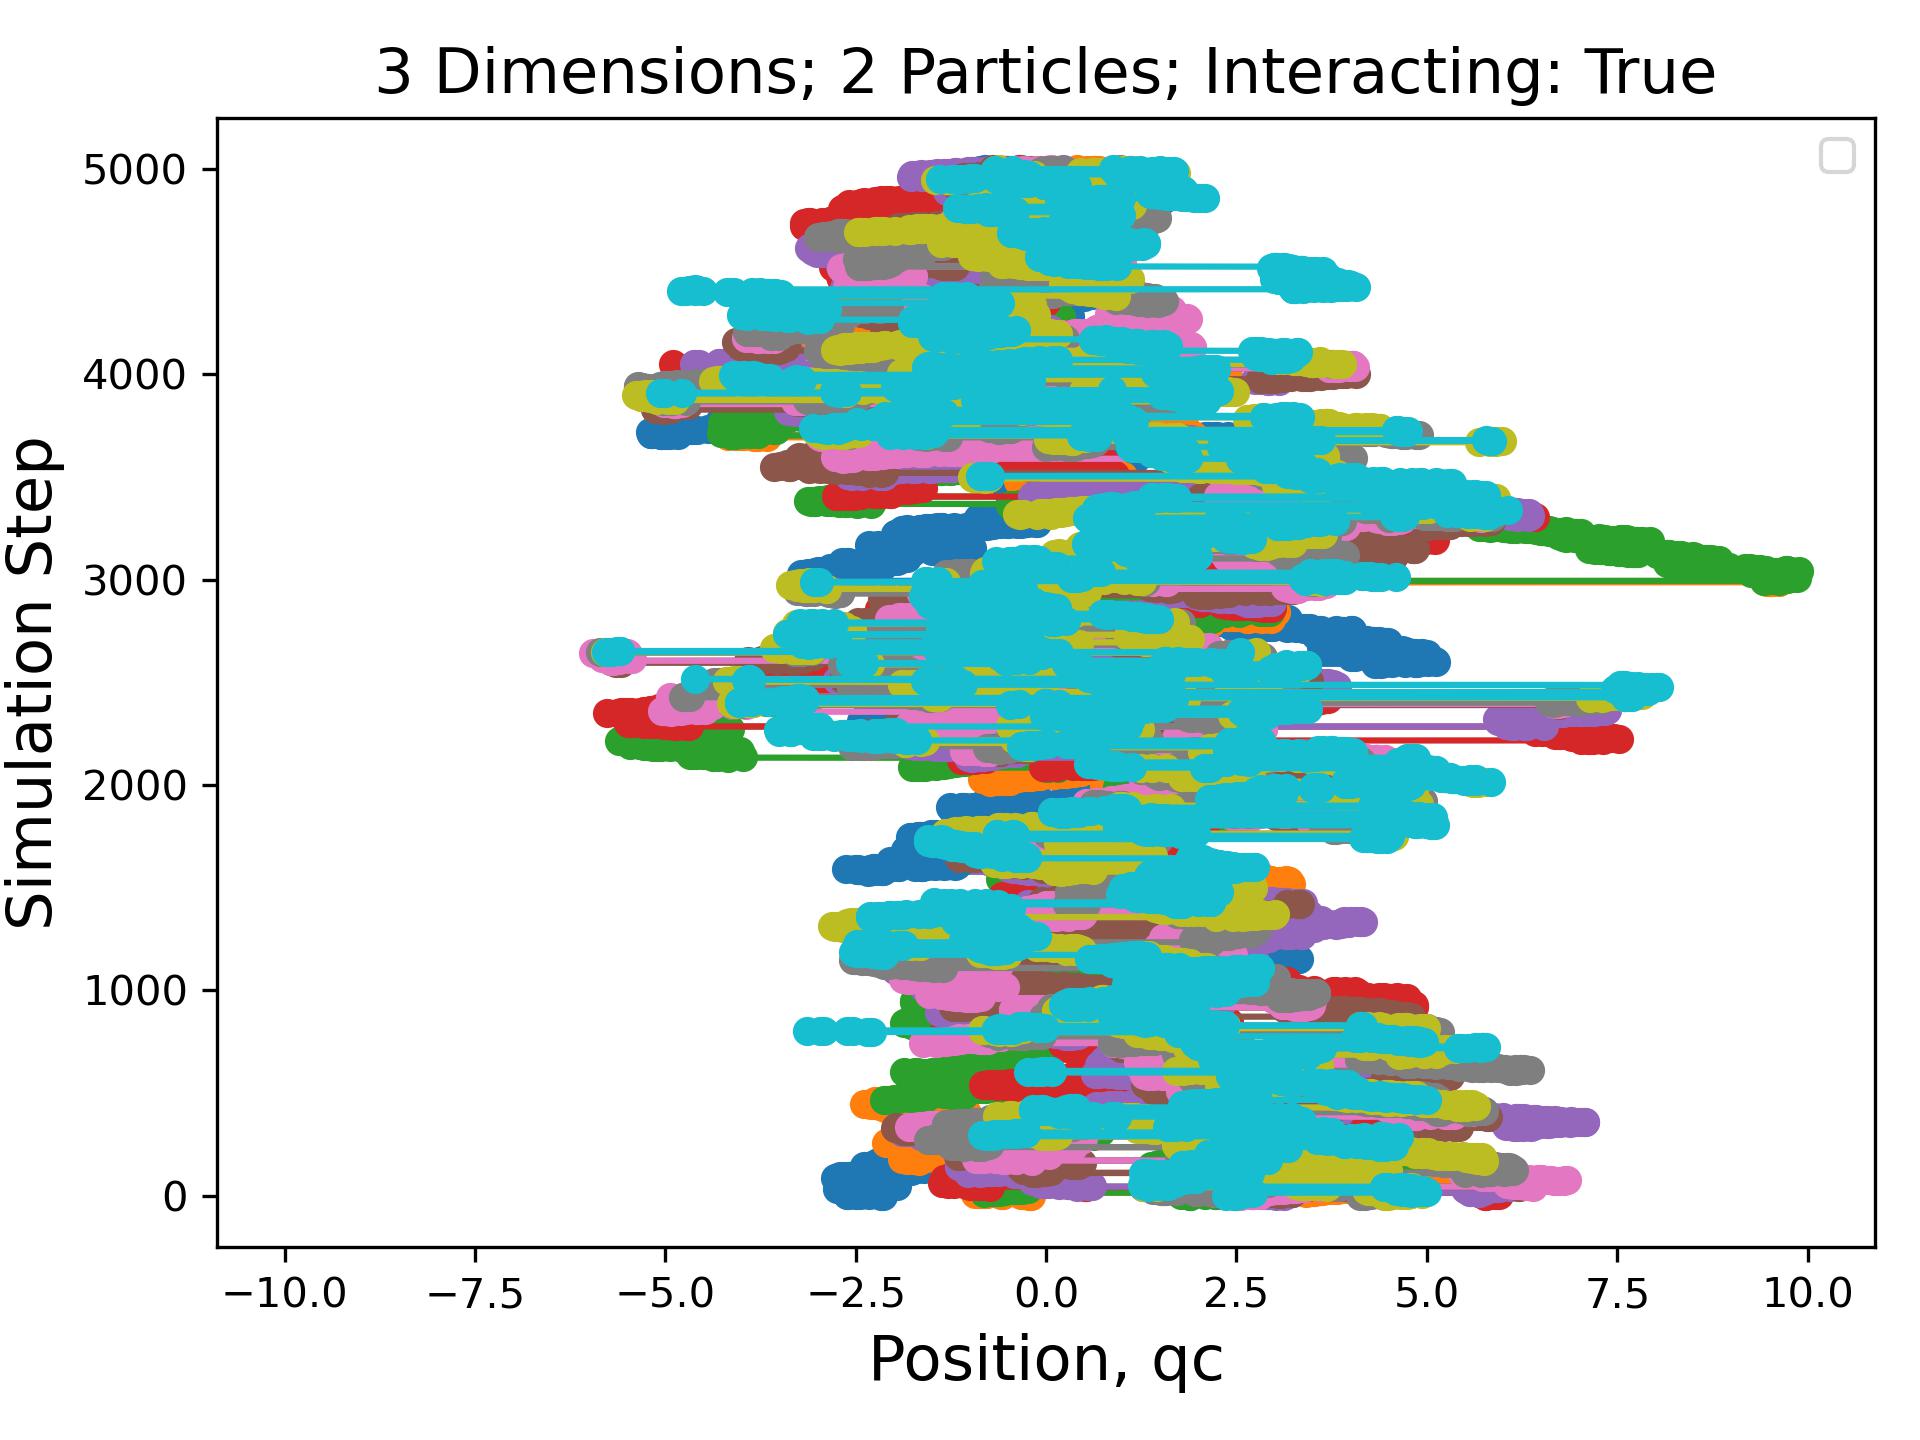 3 Dimensions; 2 Particles; Interacting: True
5000
4000
3000
2000
1000
0
Simulation Step
−10.0 −7.5 −5.0 −2.5 0.0 2.5 5.0 7.5 10.0
Position, qc